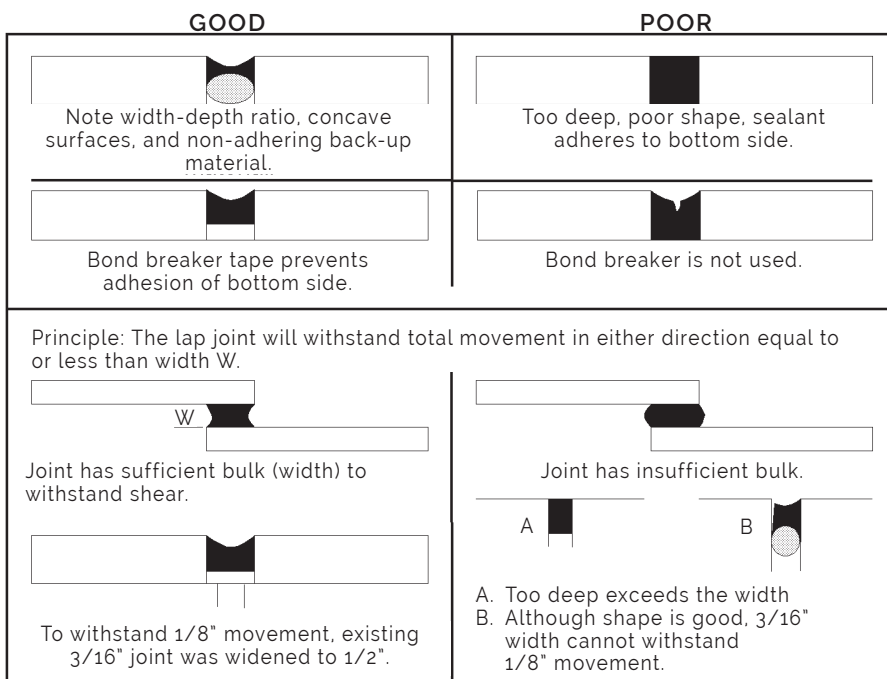 GOOD
POOR
Note width-depth ratio, concave
surfaces, and non-adhering back-up
material.
Too deep, poor shape, sealant
adheres to bottom side.
Bond breaker tape prevents
adhesion of bottom side.
Bond breaker is not used.
Principle: The lap joint will withstand total movement in either direction equal to
or less than width W.
W
Joint has sufficient bulk (width) to
withstand shear.
Joint has insufficient bulk.
A
B
To withstand 1/8" movement, existing
3/16" joint was widened to 1/2".
A. Too deep exceeds the width
B. Although shape is good, 3/16"
width cannot withstand
1/8" movement.